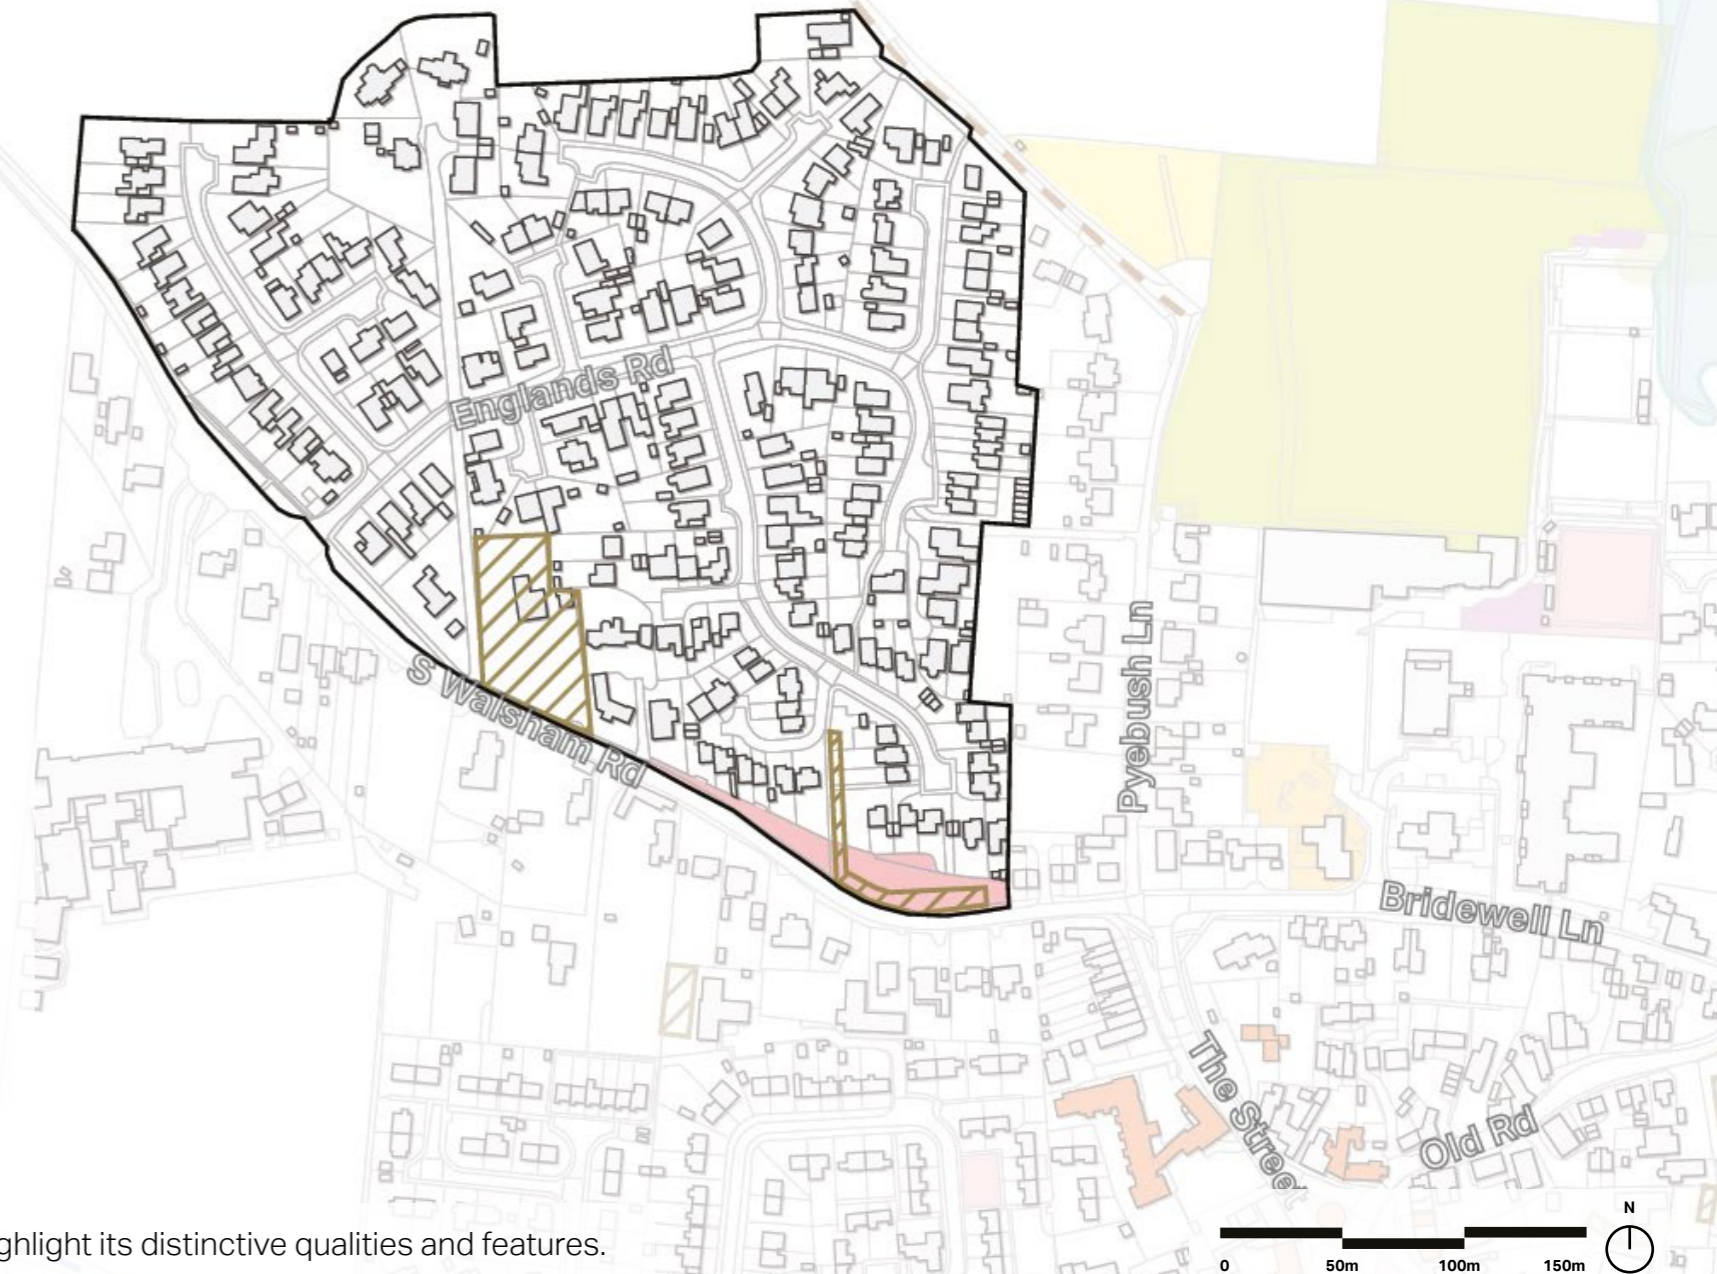 Englands Rd
S Walsham Rd
Pyebush Ln
Bridewell Ln
The Street
Old Rd
ghlight its distinctive qualities and features.
N
0 50m 100m 150m